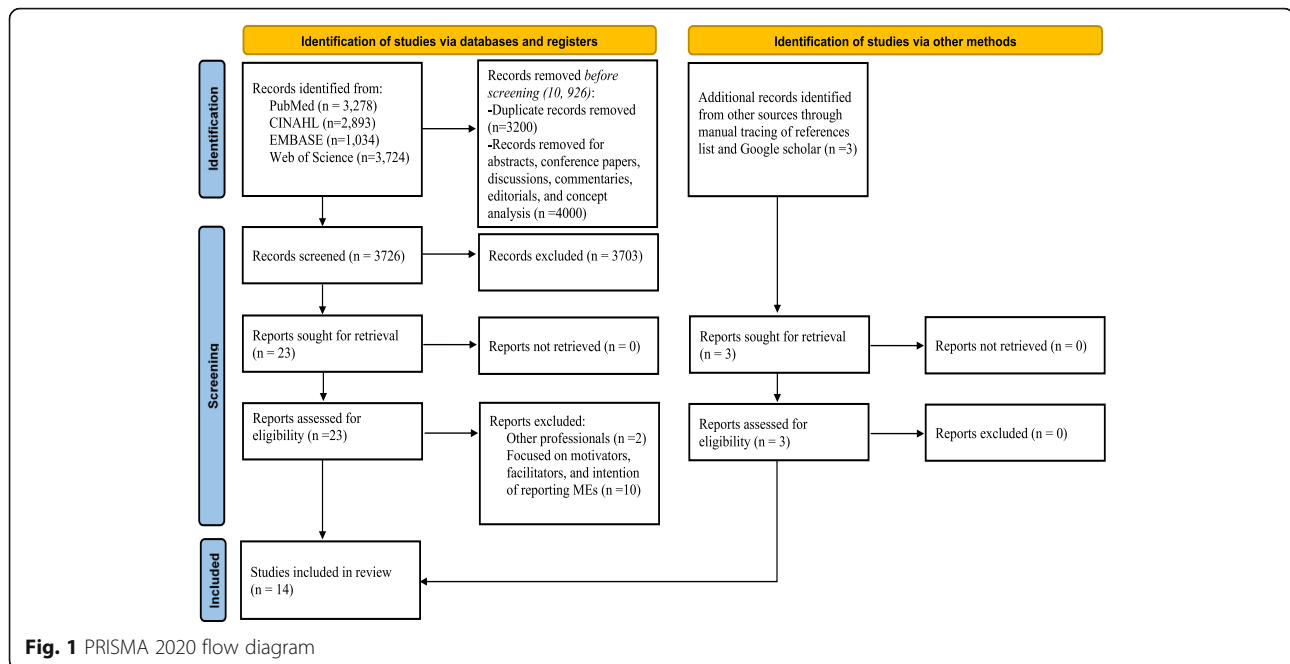 Identification of studies via databases and registers
Identification of studies via other methods
Identification
Records identified from:
PubMed (n = 3,278)
CINAHL (n=2,893)
EMBASE (n=1,034)
Web of Science (n=3,724)
Records removed before
screening (10, 926):
-Duplicate records removed
(n=3200)
-Records removed for
abstracts, conference papers,
discussions, commentaries,
editorials, and concept
analysis (n =4000)
Additional records identified
from other sources through
manual tracing of references
list and Google scholar (n =3)
Screening
Records screened (n = 3726)
Records excluded (n = 3703)
Reports sought for retrieval
(n = 23)
Reports not retrieved (n = 0)
Reports sought for retrieval
(n = 3)
Reports not retrieved (n = 0)
Reports assessed for
eligibility (n =23)
Reports excluded:
Other professionals (n =2)
Focused on motivators,
facilitators, and intention
of reporting MEs (n =10)
Reports assessed for
eligibility (n = 3)
Reports excluded (n = 0)
Included
Studies included in review
(n = 14)
Fig. 1 PRISMA 2020 flow diagram